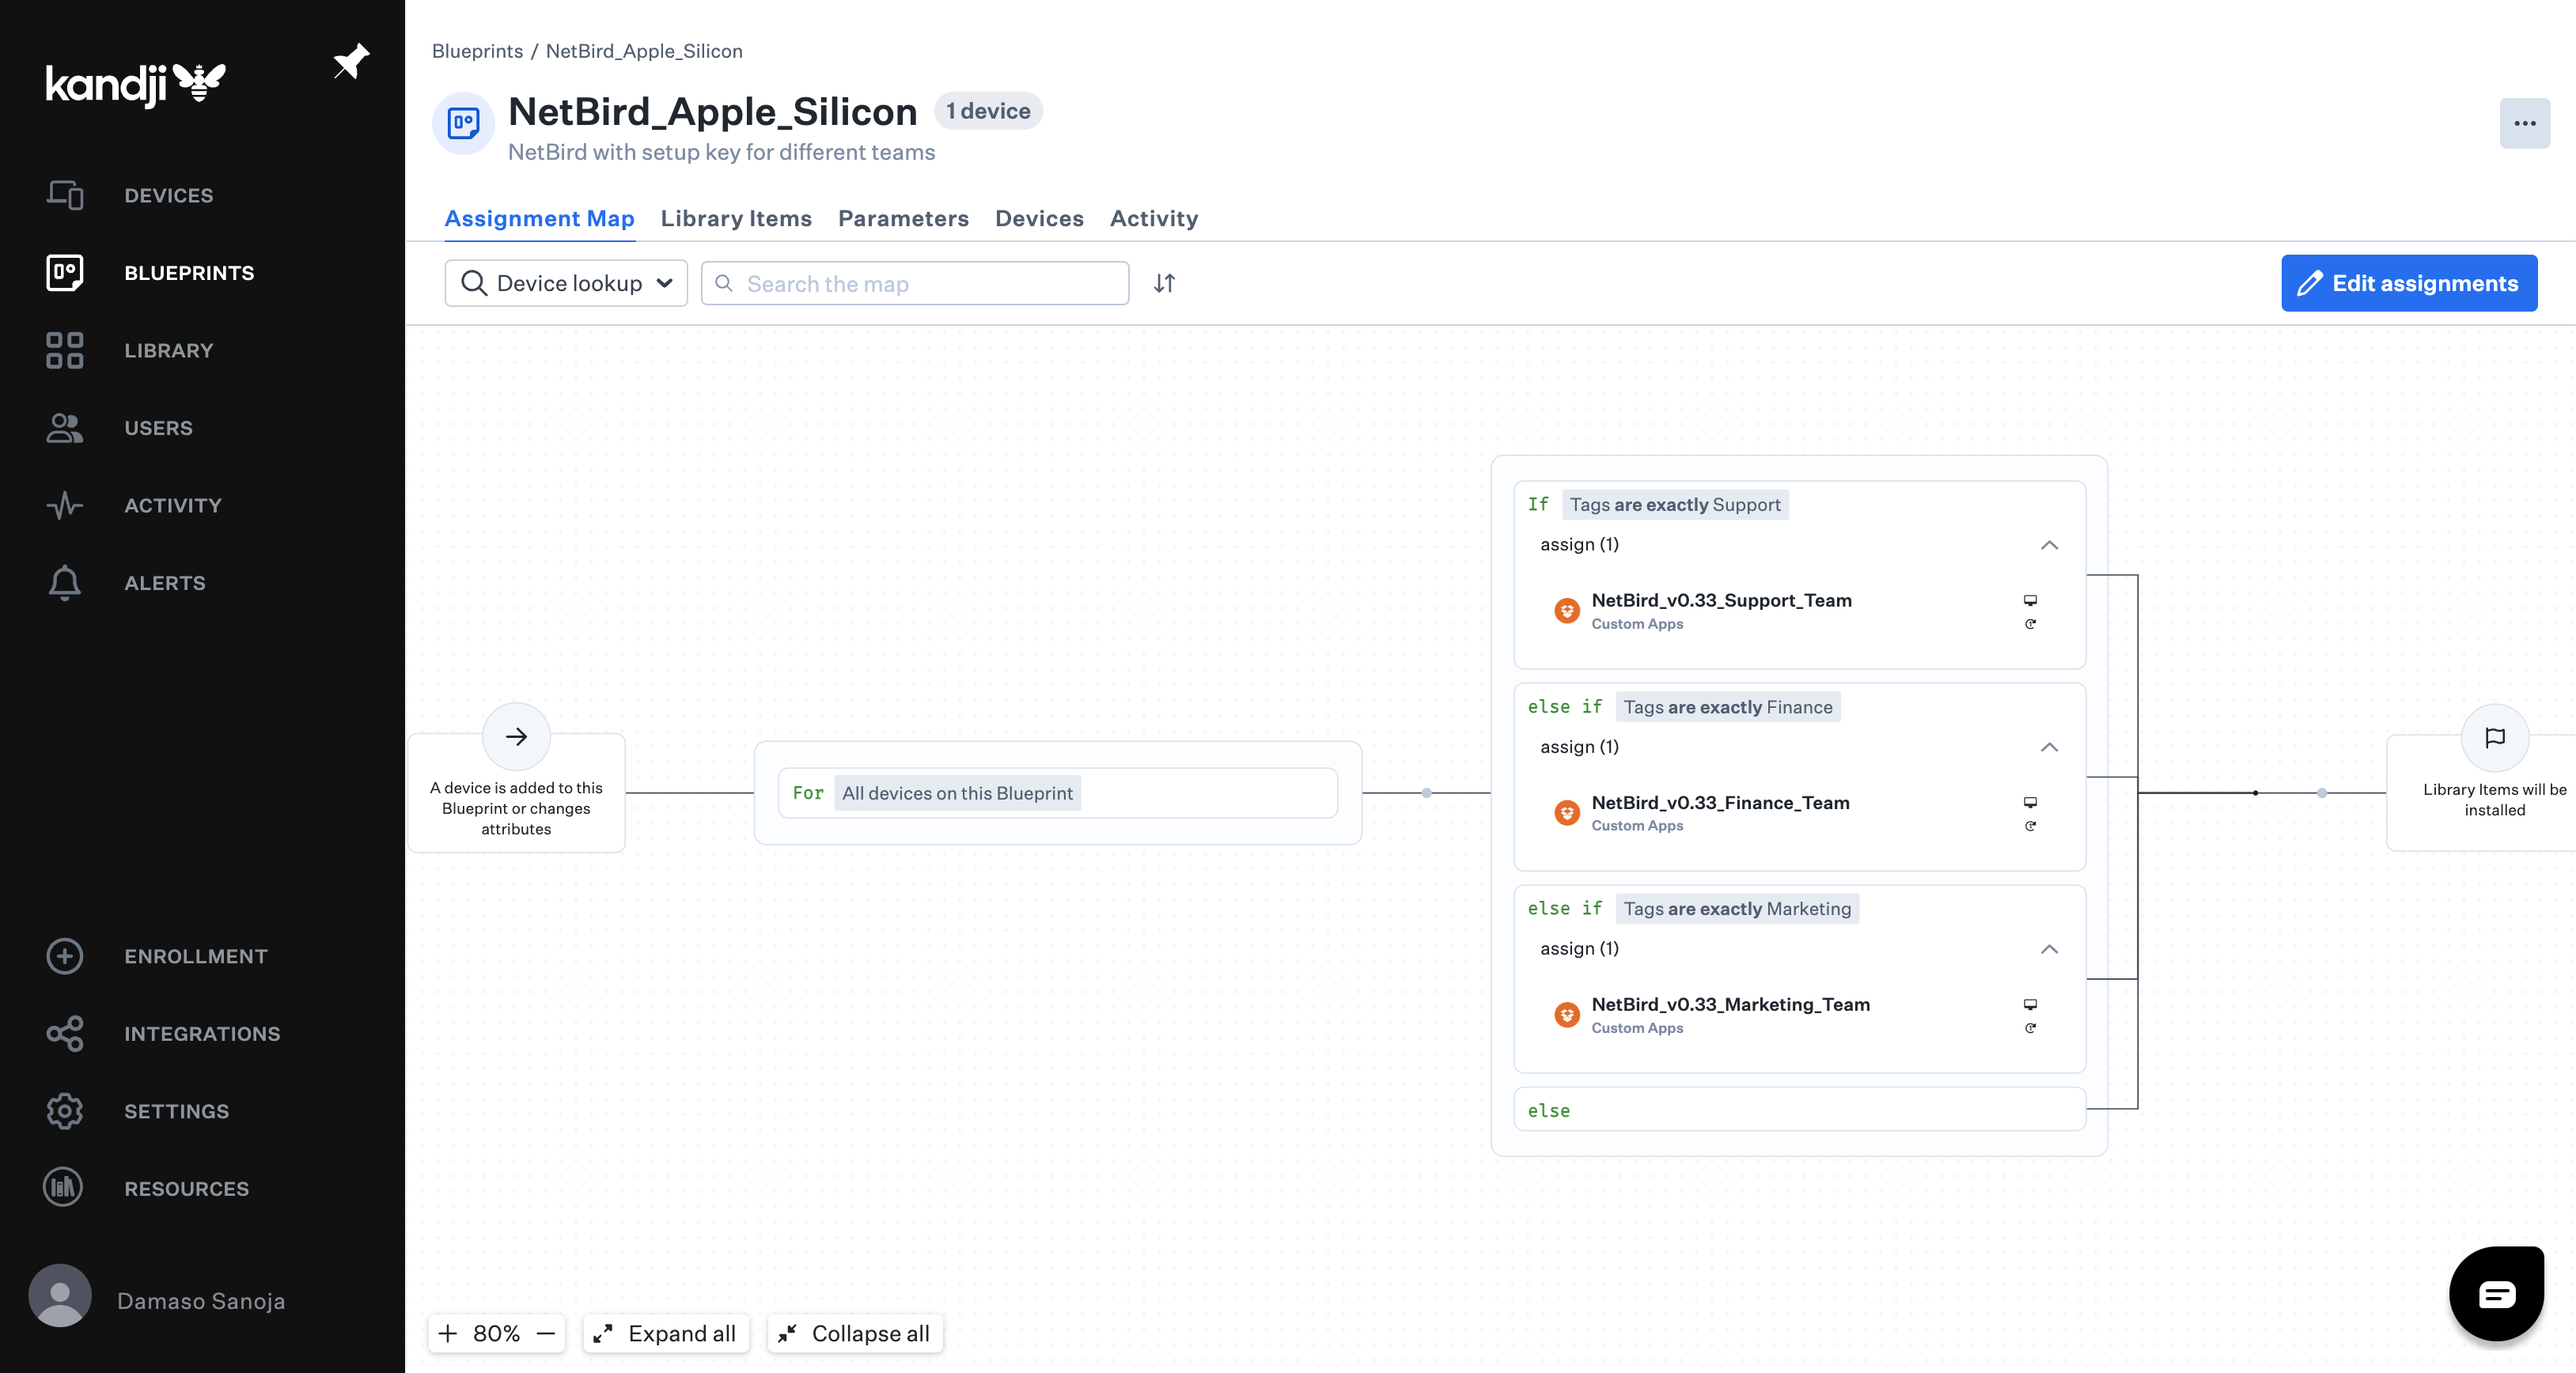 kandji
DEVICES
BLUEPRINTS
LIBRARY
USERS
ACTIVITY
ALERTS
ENROLLMENT
INTEGRATIONS
SETTINGS
RESOURCES
Damaso Sanoja
Blueprints / NetBird_Apple_Silicon
NetBird_Apple_Silicon 1 device
NetBird with setup key for different teams
...
Assignment Map Library Items Parameters Devices Activity
Device lookup Search the map
Edit assignments
A device is added to this
Blueprint or changes
attributes
For All devices on this Blueprint
If Tags are exactly Support
assign (1)
NetBird_v0.33_Support_Team
Custom Apps
else if Tags are exactly Finance
assign (1)
NetBird_v0.33_Finance_Team
Custom Apps
else if Tags are exactly Marketing
assign (1)
NetBird_v0.33_Marketing_Team
Custom Apps
else
Library Items will be
installed
+ 80% − Expand all Collapse all